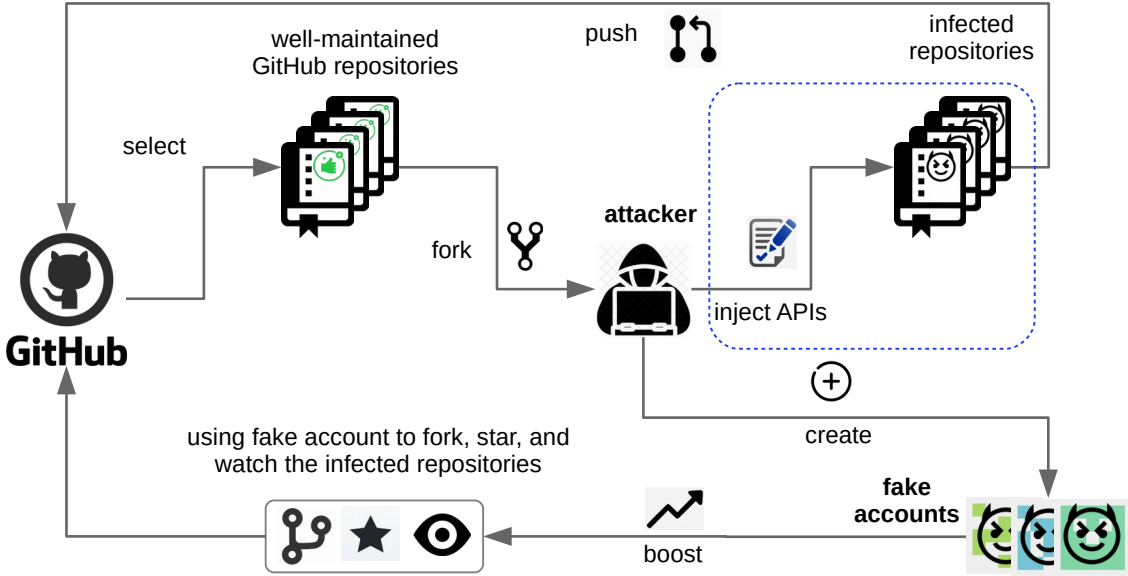 push
infected
repositories
well-maintained
GitHub repositories
select
attacker
fork
inject APIs
GitHub
create
using fake account to fork, star, and
watch the infected repositories
fake
accounts
boost